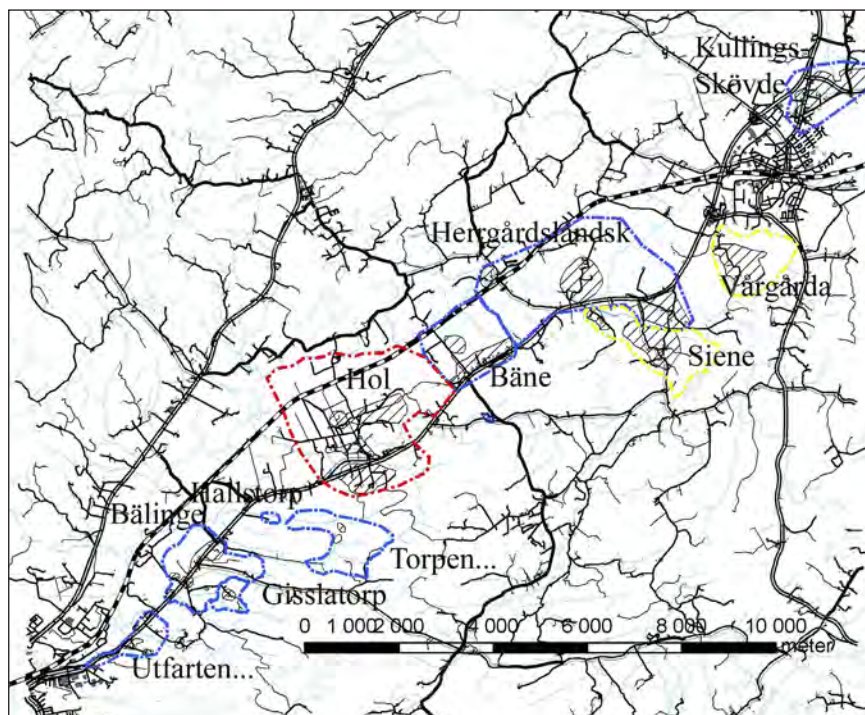 Kullings-
Skövde
Herrgårdslandsk
Vårgårda
Siene
Bäne
Hol
Hallstorp
Bälinge
Torpen...
Gisslatorp
Utfarten...
0 1 000 2 000 4 000 6 000 8 000 10 000
meter